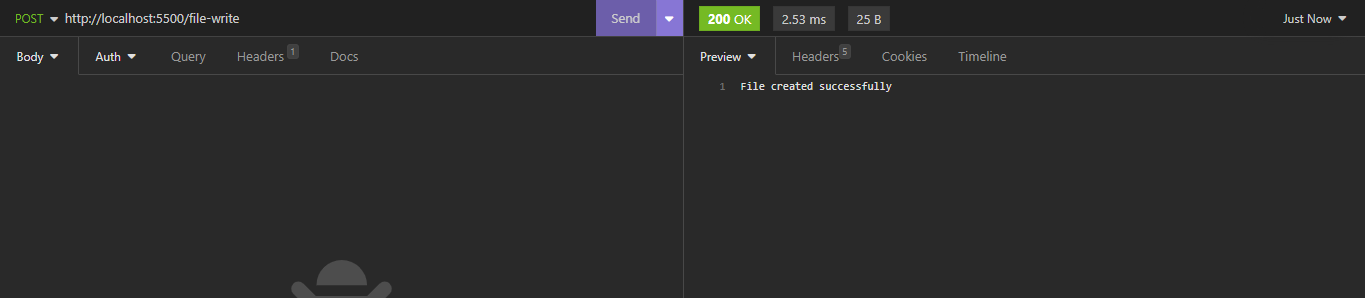 POST http://localhost:5500/file-write Send 200 OK 2.53 ms 25 B Just Now
Body Auth Query Headers 1 Docs Preview Headers 5 Cookies Timeline
1 File created successfully